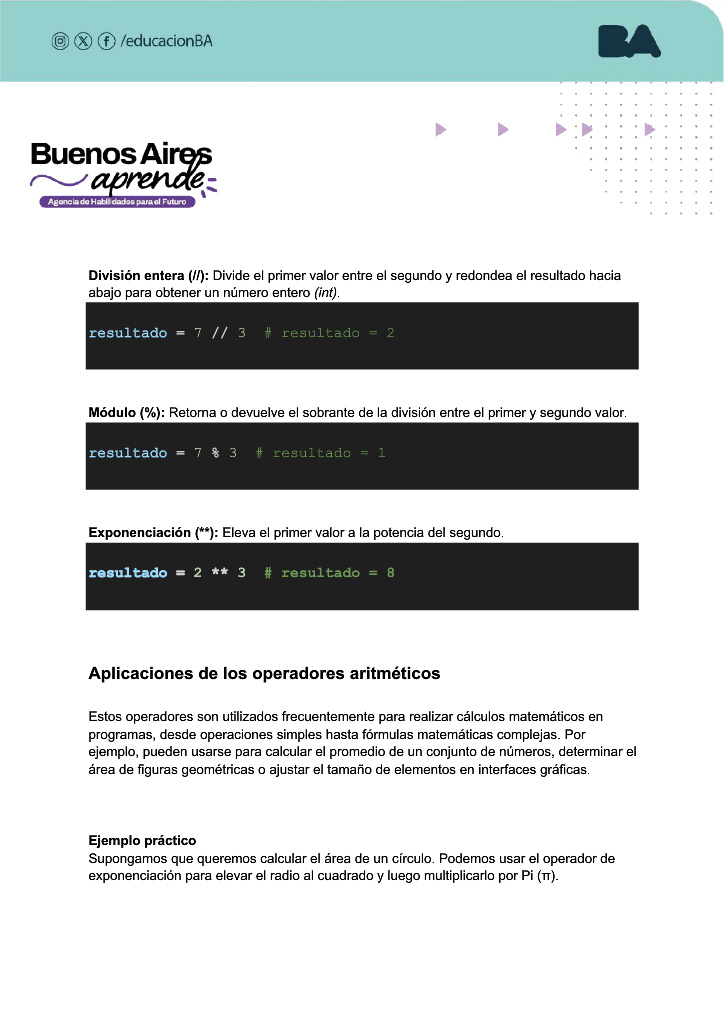 /educacionBA
BA
Buenos Aires
aprende
Agencia de Habilidades para el Futuro
División entera (//): Divide el primer valor entre el segundo y redondea el resultado hacia
abajo para obtener un número entero (int).
resultado = 7 // 3  # resultado = 2
Módulo (%): Retorna o devuelve el sobrante de la división entre el primer y segundo valor.
resultado = 7 % 3  # resultado = 1
Exponenciación (**): Eleva el primer valor a la potencia del segundo.
resultado = 2 ** 3  # resultado = 8
Aplicaciones de los operadores aritméticos
Estos operadores son utilizados frecuentemente para realizar cálculos matemáticos en
programas, desde operaciones simples hasta fórmulas matemáticas complejas. Por
ejemplo, pueden usarse para calcular el promedio de un conjunto de números, determinar el
área de figuras geométricas o ajustar el tamaño de elementos en interfaces gráficas.
Ejemplo práctico
Supongamos que queremos calcular el área de un círculo. Podemos usar el operador de
exponenciación para elevar el radio al cuadrado y luego multiplicarlo por Pi (π).